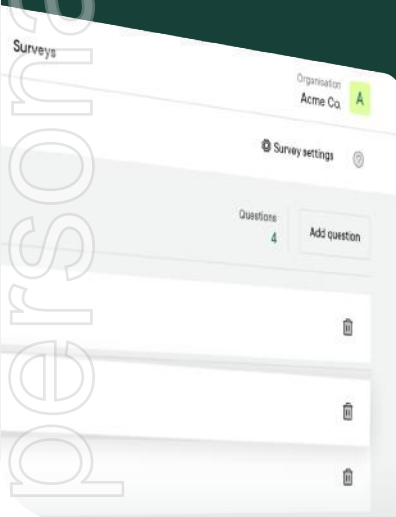 Surveys
Organisation
Acme Co.
A
Survey settings
Questions
4
Add question
persona